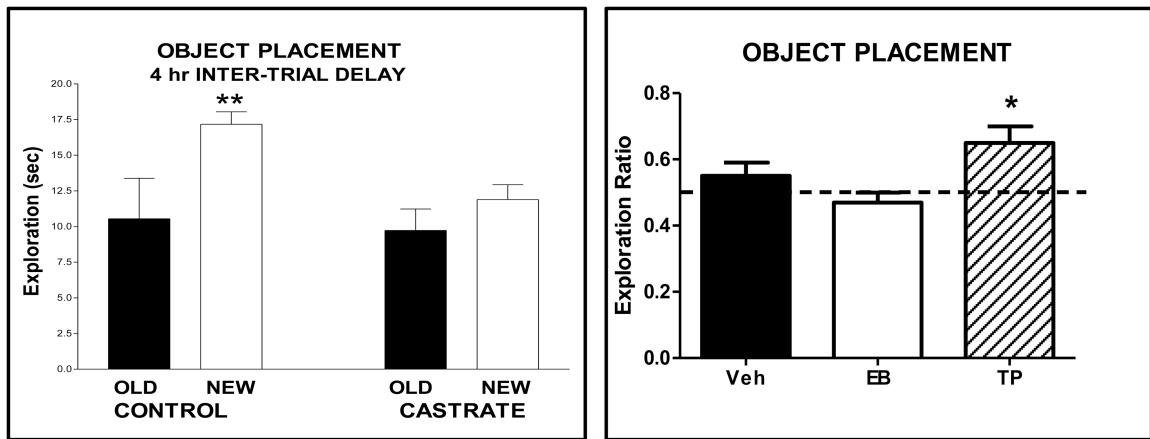 OBJECT PLACEMENT
4 hr INTER-TRIAL DELAY
Exploration (sec)
20.0
17.5
15.0
12.5
10.0
7.5
5.0
2.5
0.0
**
OLD NEW OLD NEW
CONTROL CASTRATE
OBJECT PLACEMENT
Exploration Ratio
0.8
0.6
0.4
0.2
0.0
*
Veh EB TP